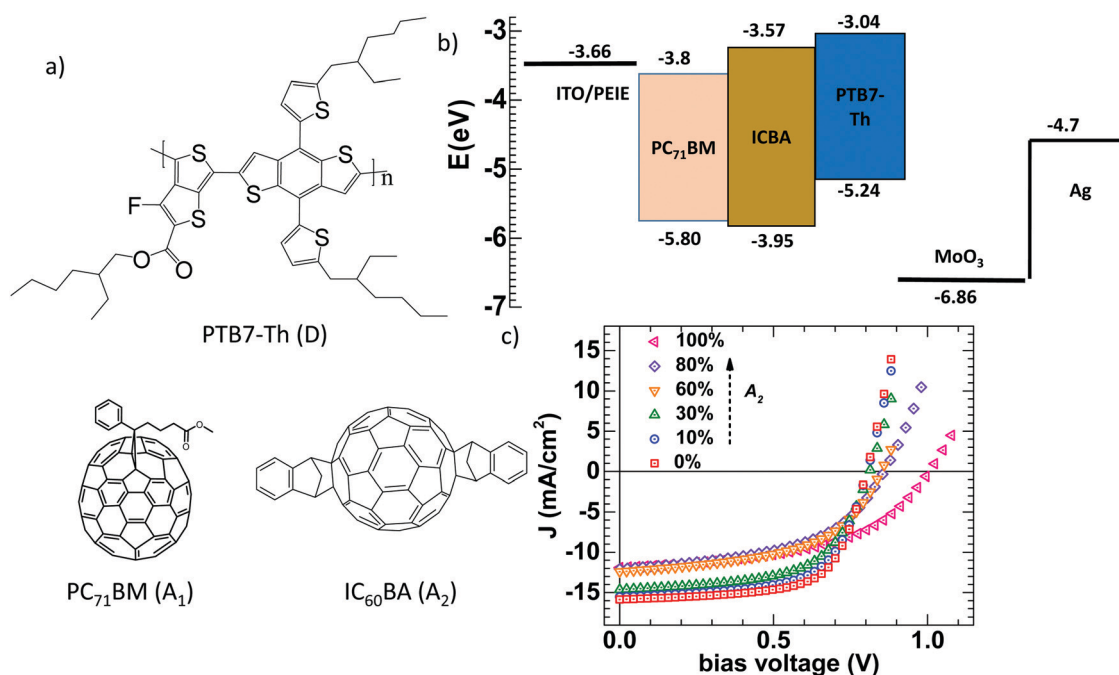 a)
S
S
S
S
S
S
F
O
O
n
PTB7-Th (D)
O
O
PC₇₁BM (A₁)
IC₆₀BA (A₂)
b)
E(eV)
-3
-4
-5
-6
-7
-3.66
ITO/PEIE
-3.8
PC₇₁BM
-5.80
-3.57
ICBA
-3.95
-3.04
PTB7-
Th
-5.24
MoO₃
-6.86
-4.7
Ag
c)
J (mA/cm²)
15
10
5
0
-5
-10
-15
100%
80%
60%
30%
10%
0%
A₂
0.0
0.5
1.0
bias voltage (V)